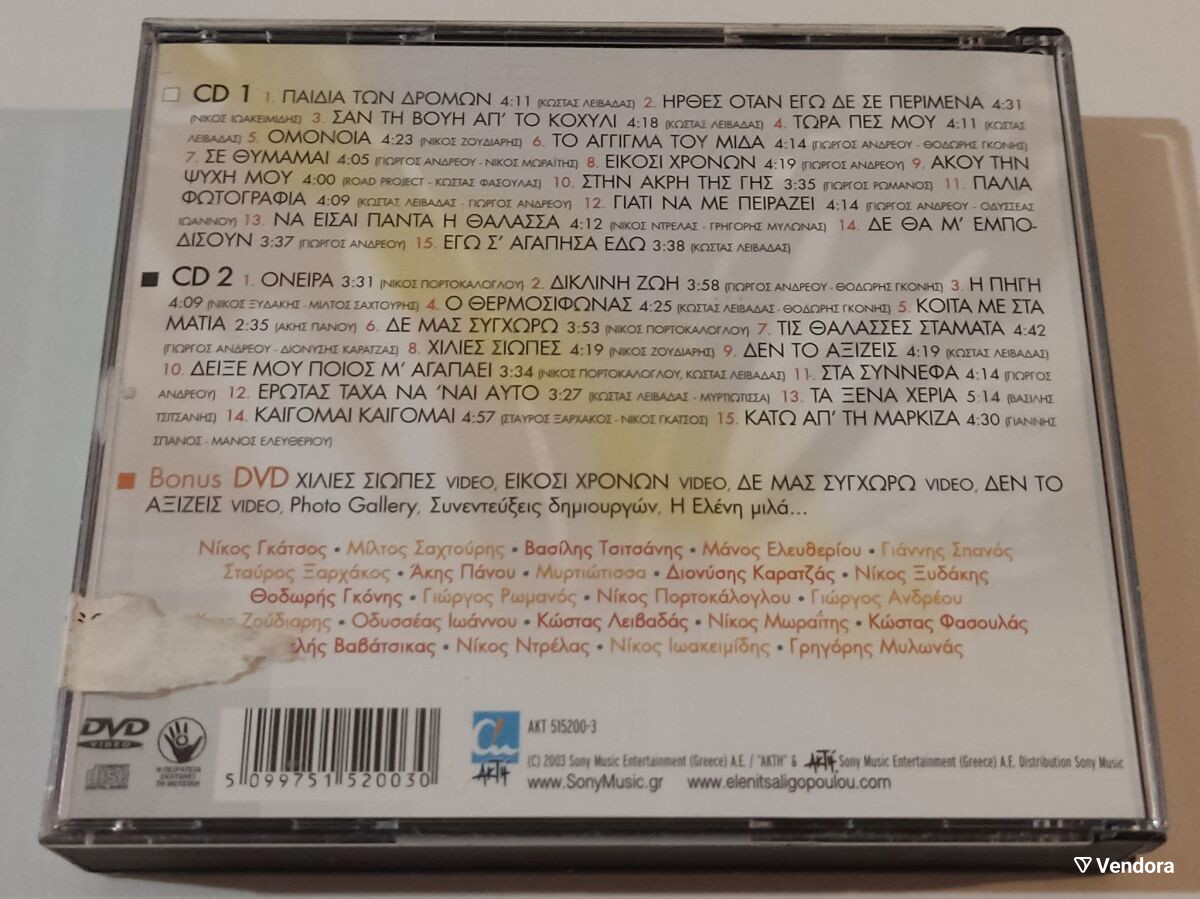 CD 1 1. ΠΑΙΔΙΑ ΤΩΝ ΔΡΟΜΩΝ 4:11 (ΚΩΣΤΑΣ ΛΕΙΒΑΔΑΣ) 2. ΗΡΘΕΣ ΟΤΑΝ ΕΓΩ ΔΕ ΣΕ ΠΕΡΙΜΕΝΑ 4:31
(ΝΙΚΟΣ ΙΩΑΚΕΙΜΙΔΗΣ) 3. ΣΑΝ ΤΗ ΒΟΥΗ ΑΠ' ΤΟ ΚΟΧΥΛΙ 4:18 (ΚΩΣΤΑΣ ΛΕΙΒΑΔΑΣ) 4. ΤΩΡΑ ΠΕΣ ΜΟΥ 4:11 (ΚΩΣΤΑΣ
ΛΕΙΒΑΔΑΣ) 5. ΟΜΟΝΟΙΑ 4:23 (ΝΙΚΟΣ ΖΟΥΔΙΑΡΗΣ) 6. ΤΟ ΑΓΓΙΓΜΑ ΤΟΥ ΜΙΔΑ 4:14 (ΓΙΩΡΓΟΣ ΑΝΔΡΕΟΥ - ΘΟΔΩΡΗΣ ΓΚΟΝΗΣ)
7. ΣΕ ΘΥΜΑΜΑΙ 4:05 (ΓΙΩΡΓΟΣ ΑΝΔΡΕΟΥ - ΝΙΚΟΣ ΜΩΡΑΪΤΗΣ) 8. ΕΙΚΟΣΙ ΧΡΟΝΩΝ 4:19 (ΓΙΩΡΓΟΣ ΑΝΔΡΕΟΥ) 9. ΑΚΟΥ ΤΗΝ
ΨΥΧΗ ΜΟΥ 4:00 (ROAD PROJECT - ΚΩΣΤΑΣ ΦΑΣΟΥΛΑΣ) 10. ΣΤΗΝ ΑΚΡΗ ΤΗΣ ΓΗΣ 3:35 (ΓΙΩΡΓΟΣ ΡΩΜΑΝΟΣ) 11. ΠΑΛΙΑ
ΦΩΤΟΓΡΑΦΙΑ 4:09 (ΚΩΣΤΑΣ ΛΕΙΒΑΔΑΣ - ΓΙΩΡΓΟΣ ΑΝΔΡΕΟΥ) 12. ΓΙΑΤΙ ΝΑ ΜΕ ΠΕΙΡΑΖΕΙ 4:14 (ΓΙΩΡΓΟΣ ΑΝΔΡΕΟΥ - ΟΔΥΣΣΕΑΣ
ΙΩΑΝΝΟΥ) 13. ΝΑ ΕΙΣΑΙ ΠΑΝΤΑ Η ΘΑΛΑΣΣΑ 4:12 (ΝΙΚΟΣ ΝΤΡΕΛΑΣ - ΓΡΗΓΟΡΗΣ ΜΥΛΩΝΑΣ) 14. ΔΕ ΘΑ Μ' ΕΜΠΟ-
ΔΙΣΟΥΝ 3:37 (ΓΙΩΡΓΟΣ ΑΝΔΡΕΟΥ) 15. ΕΓΩ Σ' ΑΓΑΠΗΣΑ ΕΔΩ 3:38 (ΚΩΣΤΑΣ ΛΕΙΒΑΔΑΣ)
CD 2 1. ΟΝΕΙΡΑ 3:31 (ΝΙΚΟΣ ΠΟΡΤΟΚΑΛΟΓΛΟΥ) 2. ΔΙΚΛΙΝΗ ΖΩΗ 3:58 (ΓΙΩΡΓΟΣ ΑΝΔΡΕΟΥ - ΘΟΔΩΡΗΣ ΓΚΟΝΗΣ) 3. Η ΠΗΓΗ
4:09 (ΝΙΚΟΣ ΞΥΔΑΚΗΣ - ΜΙΛΤΟΣ ΣΑΧΤΟΥΡΗΣ) 4. Ο ΘΕΡΜΟΣΙΦΩΝΑΣ 4:25 (ΚΩΣΤΑΣ ΛΕΙΒΑΔΑΣ - ΘΟΔΩΡΗΣ ΓΚΟΝΗΣ) 5. ΚΟΙΤΑ ΜΕ ΣΤΑ
ΜΑΤΙΑ 2:35 (ΑΚΗΣ ΠΑΝΟΥ) 6. ΔΕ ΜΑΣ ΣΥΓΧΩΡΩ 3:53 (ΝΙΚΟΣ ΠΟΡΤΟΚΑΛΟΓΛΟΥ) 7. ΤΙΣ ΘΑΛΑΣΣΕΣ ΣΤΑΜΑΤΑ 4:42
(ΓΙΩΡΓΟΣ ΑΝΔΡΕΟΥ - ΔΙΟΝΥΣΗΣ ΚΑΡΑΤΖΑΣ) 8. ΧΙΛΙΕΣ ΣΙΩΠΕΣ 4:19 (ΝΙΚΟΣ ΖΟΥΔΙΑΡΗΣ) 9. ΔΕΝ ΤΟ ΑΞΙΖΕΙΣ 4:19 (ΚΩΣΤΑΣ ΛΕΙΒΑΔΑΣ)
10. ΔΕΙΞΕ ΜΟΥ ΠΟΙΟΣ Μ' ΑΓΑΠΑΕΙ 3:34 (ΝΙΚΟΣ ΠΟΡΤΟΚΑΛΟΓΛΟΥ, ΚΩΣΤΑΣ ΛΕΙΒΑΔΑΣ) 11. ΣΤΑ ΣΥΝΝΕΦΑ 4:14 (ΓΙΩΡΓΟΣ
ΑΝΔΡΕΟΥ) 12. ΕΡΩΤΑΣ ΤΑΧΑ ΝΑ 'ΝΑΙ ΑΥΤΟ 3:27 (ΚΩΣΤΑΣ ΛΕΙΒΑΔΑΣ - ΜΥΡΤΙΩΤΙΣΣΑ) 13. ΤΑ ΞΕΝΑ ΧΕΡΙΑ 5:14 (ΒΑΣΙΛΗΣ
ΤΣΙΤΣΑΝΗΣ) 14. ΚΑΙΓΟΜΑΙ ΚΑΙΓΟΜΑΙ 4:57 (ΣΤΑΥΡΟΣ ΞΑΡΧΑΚΟΣ - ΝΙΚΟΣ ΓΚΑΤΣΟΣ) 15. ΚΑΤΩ ΑΠ' ΤΗ ΜΑΡΚΙΖΑ 4:30 (ΓΙΑΝΝΗΣ
ΣΠΑΝΟΣ - ΜΑΝΟΣ ΕΛΕΥΘΕΡΙΟΥ)
Bonus DVD ΧΙΛΙΕΣ ΣΙΩΠΕΣ VIDEO, ΕΙΚΟΣΙ ΧΡΟΝΩΝ VIDEO, ΔΕ ΜΑΣ ΣΥΓΧΩΡΩ VIDEO, ΔΕΝ ΤΟ
ΑΞΙΖΕΙΣ VIDEO, Photo Gallery, Συνεντεύξεις δημιουργών, Η Ελένη μιλά...
Νίκος Γκάτσος • Μίλτος Σαχτούρης • Βασίλης Τσιτσάνης • Μάνος Ελευθερίου • Γιάννης Σπανός
Σταύρος Ξαρχάκος • Άκης Πάνου • Μυρτιώτισσα • Διονύσης Καρατζάς • Νίκος Ξυδάκης
Θοδωρής Γκόνης • Γιώργος Ρωμανός • Νίκος Πορτοκάλογλου • Γιώργος Ανδρέου
Ζούδιαρης • Οδυσσέας Ιωάννου • Κώστας Λειβαδάς • Νίκος Μωραΐτης • Κώστας Φασουλάς
λής Βαβάτσικας • Νίκος Ντρέλας • Νίκος Ιωακειμίδης • Γρηγόρης Μυλωνάς
DVD VIDEO
COMPACT disc DIGITAL AUDIO
Η ΠΕΙΡΑΤΕΙΑ ΣΚΟΤΩΝΕΙ ΤΗ ΜΟΥΣΙΚΗ
5 099751 520030
ΑΚΤΗ
AKT 515200-3
(C) 2003 Sony Music Entertainment (Greece) A.E. / "AKTH" & ΑΚΤΗ Sony Music Entertainment (Greece) A.E. Distribution Sony Music
www.SonyMusic.gr www.elenitsaligopoulou.com
Vendora